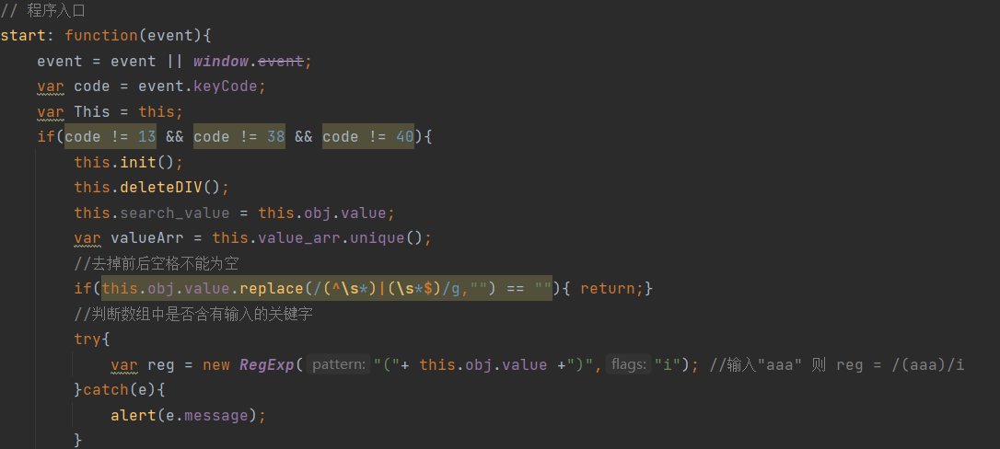 // 程序入口
start: function(event){
    event = event || window.event;
    var code = event.keyCode;
    var This = this;
    if(code != 13 && code != 38 && code != 40){
        this.init();
        this.deleteDIV();
        this.search_value = this.obj.value;
        var valueArr = this.value_arr.unique();
        //去掉前后空格不能为空
        if(this.obj.value.replace(/(^\s*)|(\s*$)/g,"") == ""){ return;}
        //判断数组中是否含有输入的关键字
        try{
            var reg = new RegExp( pattern: "("+ this.obj.value +")", flags: "i"); //输入"aaa" 则 reg = /(aaa)/i
        }catch(e){
            alert(e.message);
        }